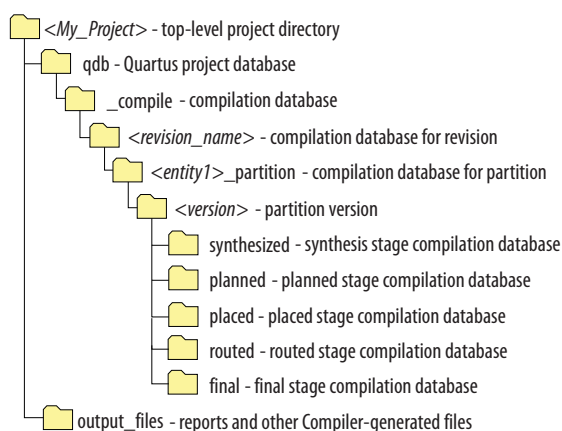 <My_Project> - top-level project directory
qdb - Quartus project database
_compile - compilation database
<revision_name> - compilation database for revision
<entity1>_partition - compilation database for partition
<version> - partition version
synthesized - synthesis stage compilation database
planned - planned stage compilation database
placed - placed stage compilation database
routed - routed stage compilation database
final - final stage compilation database
output_files - reports and other Compiler-generated files